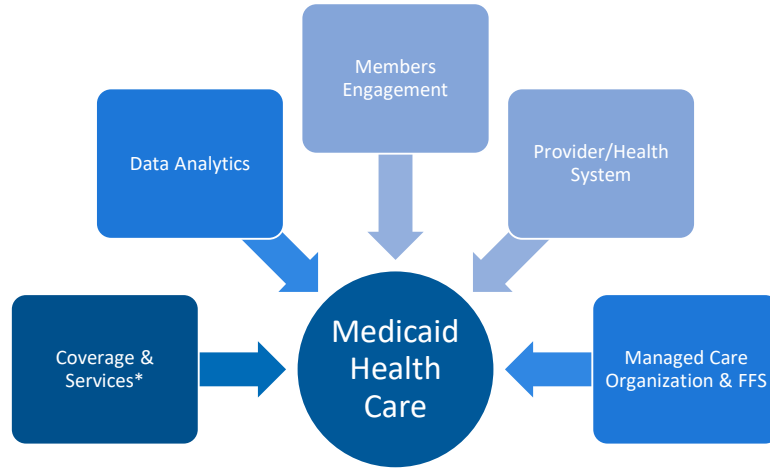 Members
Engagement
Data Analytics
Provider/Health
System
Coverage &
Services*
Medicaid
Health
Care
Managed Care
Organization & FFS